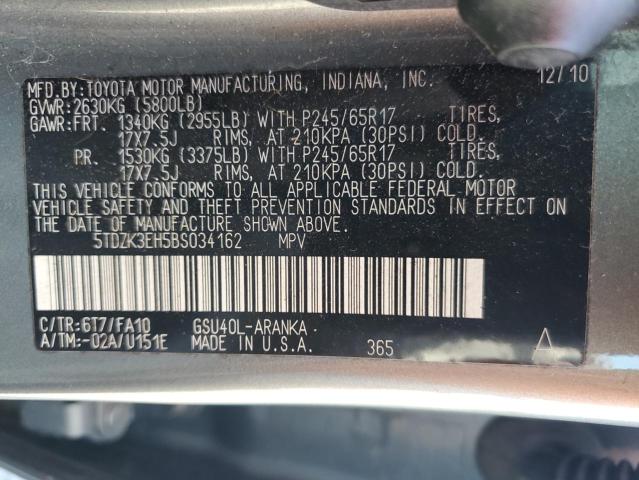 MFD.BY:TOYOTA MOTOR MANUFACTURING, INDIANA, INC. 12/10
GVWR:2630KG (5800LB)
GAWR:FRT. 1340KG (2955LB) WITH P245/65R17 TIRES,
17X7.5J RIMS, AT 210KPA (30PSI) COLD.
RR. 1530KG (3375LB) WITH P245/65R17 TIRES,
17X7.5J RIMS, AT 210KPA (30PSI) COLD.
THIS VEHICLE CONFORMS TO ALL APPLICABLE FEDERAL MOTOR
VEHICLE SAFETY AND THEFT PREVENTION STANDARDS IN EFFECT ON
THE DATE OF MANUFACTURE SHOWN ABOVE.
5TDZK3EH5BS034162 MPV
C/TR:6T7/FA10 GSU40L-ARANKA
A/TM:-02A/U151E MADE IN U.S.A. 365 A